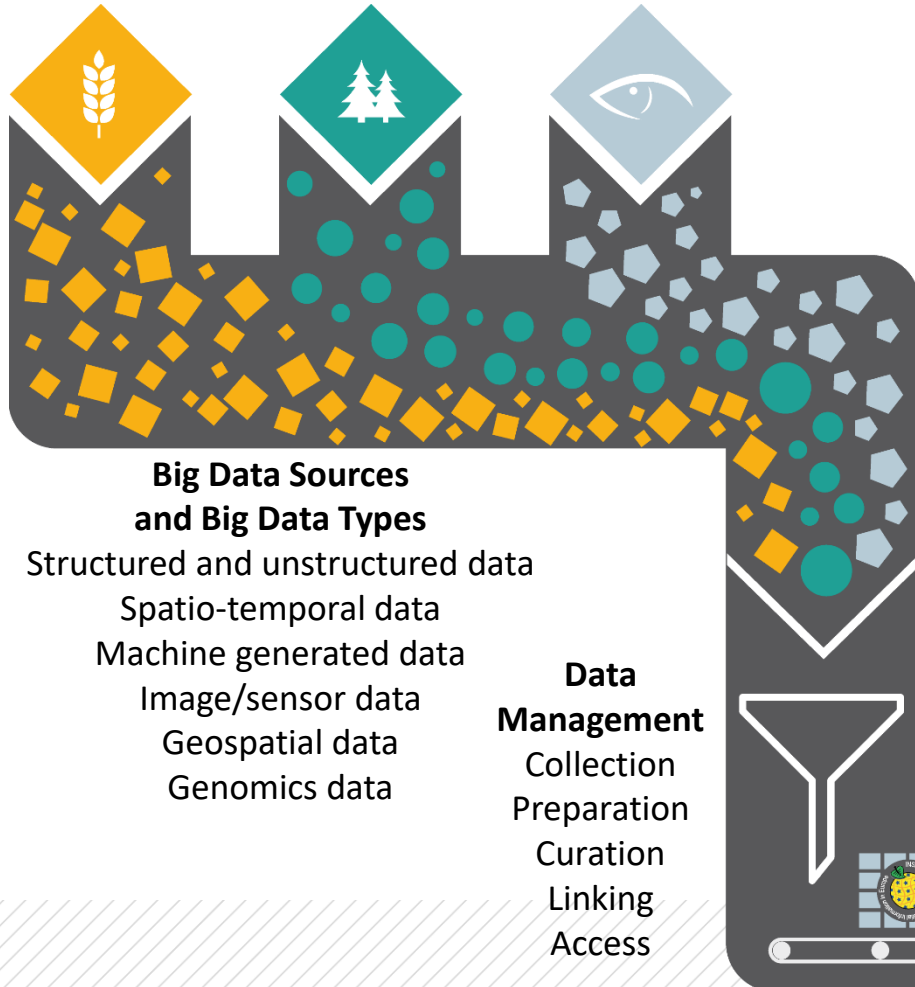 Big Data Sources
and Big Data Types
Structured and unstructured data
Spatio-temporal data
Machine generated data
Image/sensor data
Geospatial data
Genomics data
Data
Management
Collection
Preparation
Curation
Linking
Access